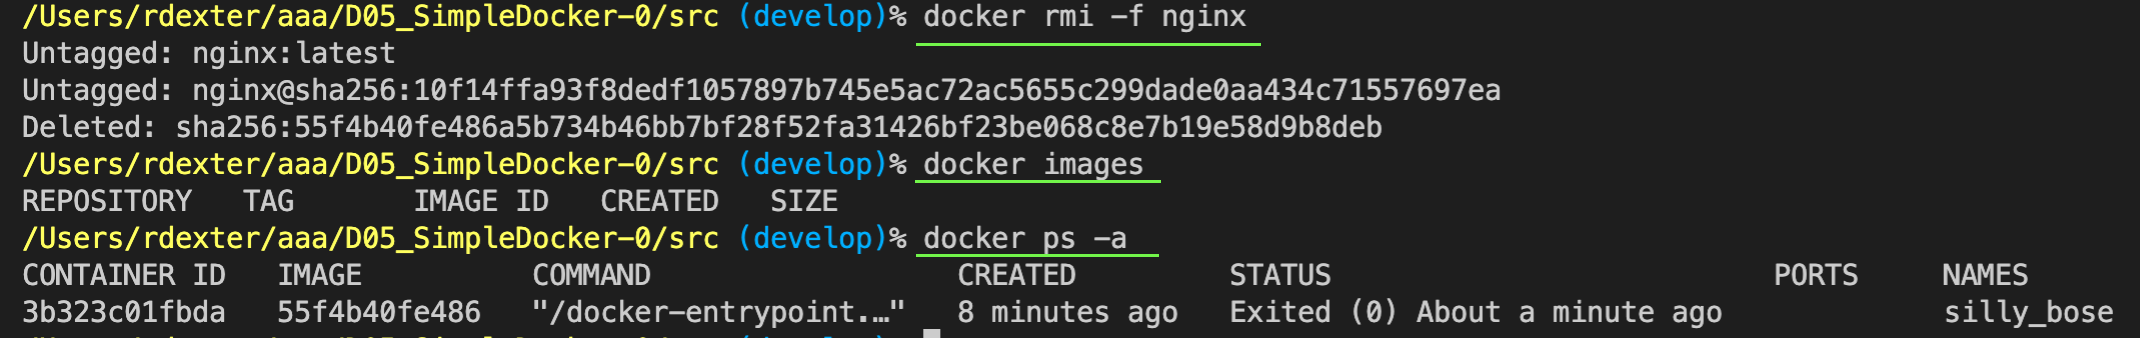 /Users/rdexter/aaa/D05_SimpleDocker-0/src (develop)% docker rmi -f nginx
Untagged: nginx:latest
Untagged: nginx@sha256:10f14ffa93f8dedf1057897b745e5ac72ac5655c299dade0aa434c71557697ea
Deleted: sha256:55f4b40fe486a5b734b46bb7bf28f52fa31426bf23be068c8e7b19e58d9b8deb
/Users/rdexter/aaa/D05_SimpleDocker-0/src (develop)% docker images
REPOSITORY   TAG       IMAGE ID   CREATED   SIZE
/Users/rdexter/aaa/D05_SimpleDocker-0/src (develop)% docker ps -a
CONTAINER ID   IMAGE          COMMAND                  CREATED         STATUS                          PORTS     NAMES
3b323c01fbda   55f4b40fe486   "/docker-entrypoint.…"   8 minutes ago   Exited (0) About a minute ago             silly_bose